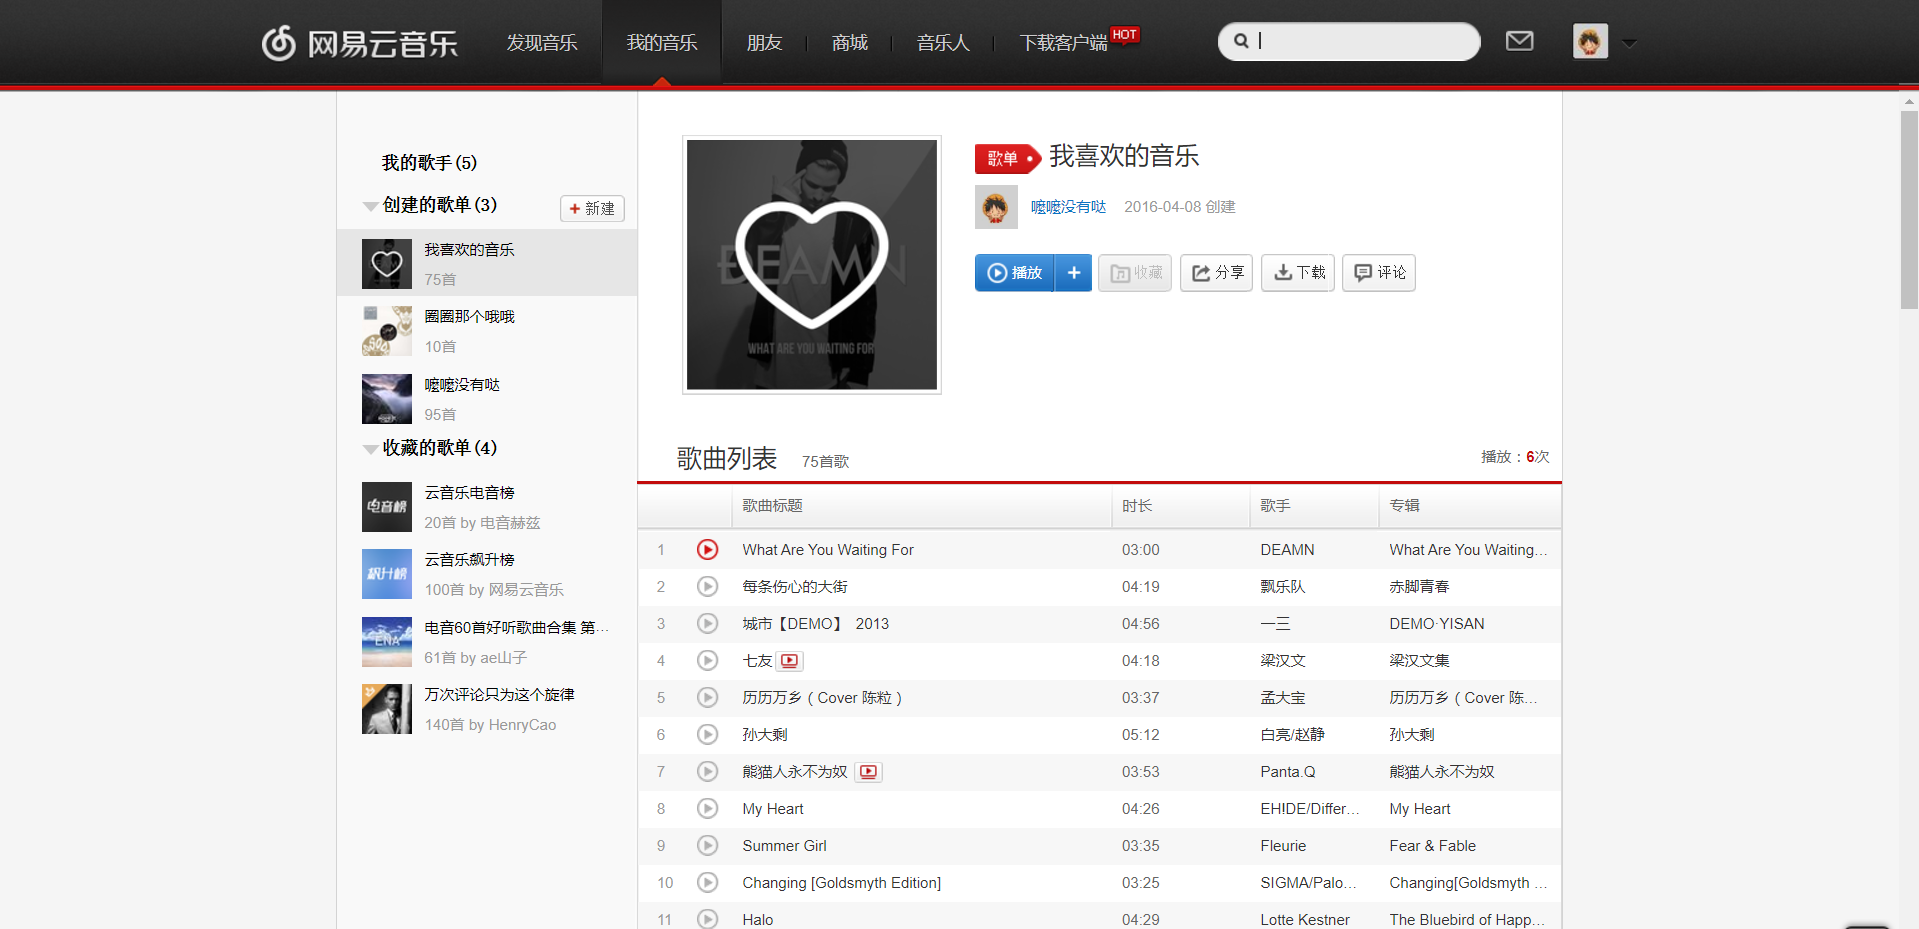 网易云音乐 发现音乐 我的音乐 朋友 商城 音乐人 下载客户端 HOT
我的歌手(5)
创建的歌单(3) 新建
我喜欢的音乐
75首
圈圈那个哦哦
10首
嚒嚒没有哒
95首
收藏的歌单(4)
电音榜
云音乐电音榜
20首 by 电音赫兹
飙升榜
云音乐飙升榜
100首 by 网易云音乐
ENA
电音60首好听歌曲合集 第...
61首 by ae山子
万次评论只为这个旋律
140首 by HenryCao
DEAMN
WHAT ARE YOU WAITING FOR
歌单 我喜欢的音乐
嚒嚒没有哒 2016-04-08 创建
播放 + 收藏 分享 下载 评论
歌曲列表 75首歌 播放：6次
歌曲标题 时长 歌手 专辑
1 What Are You Waiting For 03:00 DEAMN What Are You Waiting...
2 每条伤心的大街 04:19 飘乐队 赤脚青春
3 城市【DEMO】 2013 04:56 一三 DEMO·YISAN
4 七友 04:18 梁汉文 梁汉文集
5 历历万乡（Cover 陈粒） 03:37 孟大宝 历历万乡（Cover 陈...
6 孙大剩 05:12 白亮/赵静 孙大剩
7 熊猫人永不为奴 03:53 Panta.Q 熊猫人永不为奴
8 My Heart 04:26 EH!DE/Differ... My Heart
9 Summer Girl 03:35 Fleurie Fear & Fable
10 Changing [Goldsmyth Edition] 03:25 SIGMA/Palo... Changing[Goldsmyth ...
11 Halo 04:29 Lotte Kestner The Bluebird of Happ...